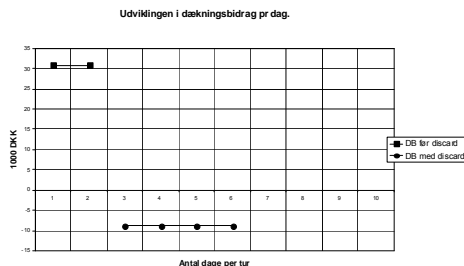 Udviklingen i dækningsbidrag pr dag.
35
30
25
20
15
10
5
0
-5
-10
-15
1000 DKK
1 2 3 4 5 6 7 8 9 10
DB før discard
DB med discard
Antal dage per tur